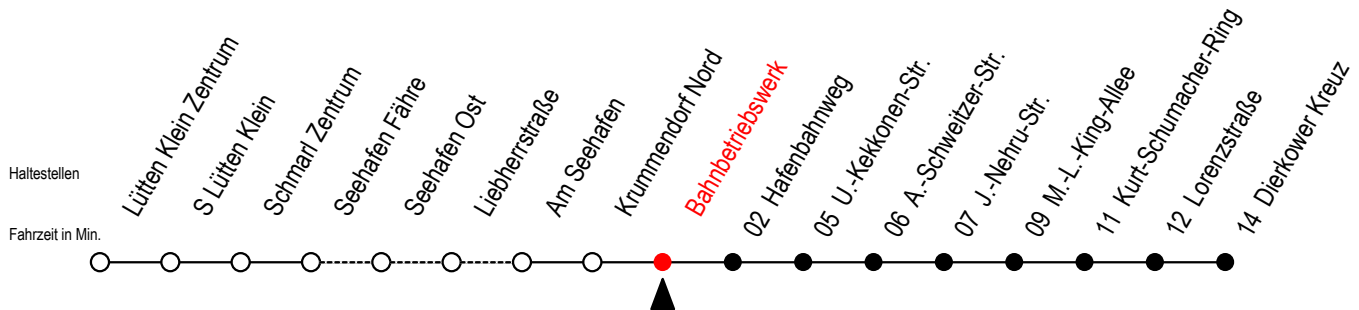 Haltestellen
Fahrzeit in Min.
Lütten Klein Zentrum
S Lütten Klein
Schmarl Zentrum
Seehafen Fähre
Seehafen Ost
Liebherrstraße
Am Seehafen
Krummendorf Nord
Bahnbetriebswerk
02 Hafenbahnweg
05 U.-Kekkonen-Str.
06 A.-Schweitzer-Str.
07 J.-Nehru-Str.
09 M.-L.-King-Allee
11 Kurt-Schumacher-Ring
12 Lorenzstraße
14 Dierkower Kreuz